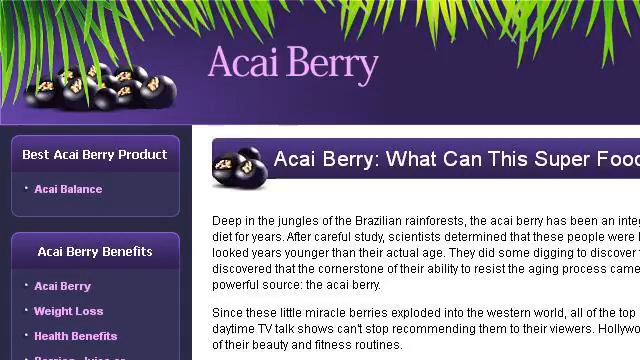 Acai Berry
Best Acai Berry Product
Acai Balance
Acai Berry Benefits
Acai Berry
Weight Loss
Health Benefits
Acai Berry: What Can This Super Food
Deep in the jungles of the Brazilian rainforests, the acai berry has been an
diet for years. After careful study, scientists determined that these people were
looked years younger than their actual age. They did some digging to discover
discovered that the cornerstone of their ability to resist the aging process came
powerful source: the acai berry.
Since these little miracle berries exploded into the western world, all of the top
daytime TV talk shows can't stop recommending them to their viewers.
of their beauty and fitness routines.